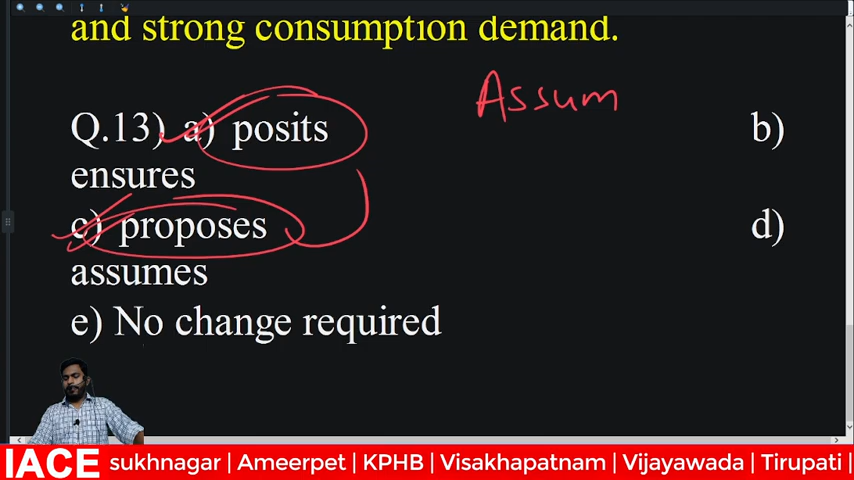 and strong consumption demand.
Assum
Q.13) a) posits b)
ensures
c) proposes d)
assumes
e) No change required
IACE sukhnagar | Ameerpet | KPHB | Visakhapatnam | Vijayawada | Tirupati |